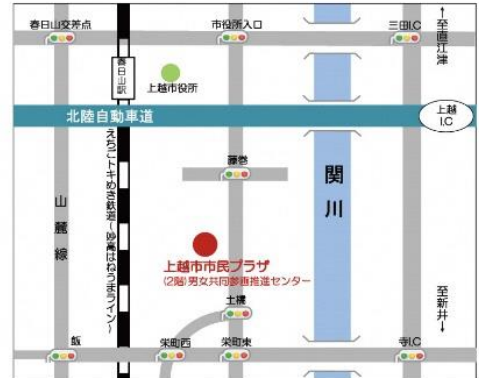 春日山交差点
市役所入口
三田I.C
↑至直江津
春日山駅
上越市役所
北陸自動車道
上越
I.C
えちごトキめき鉄道~妙高はねうまライン~
藤巻
関川
山麓線
上越市市民プラザ
(2階)男女共同参画推進センター
土橋
至新井↓
飯
栄町西
栄町東
寺I.C